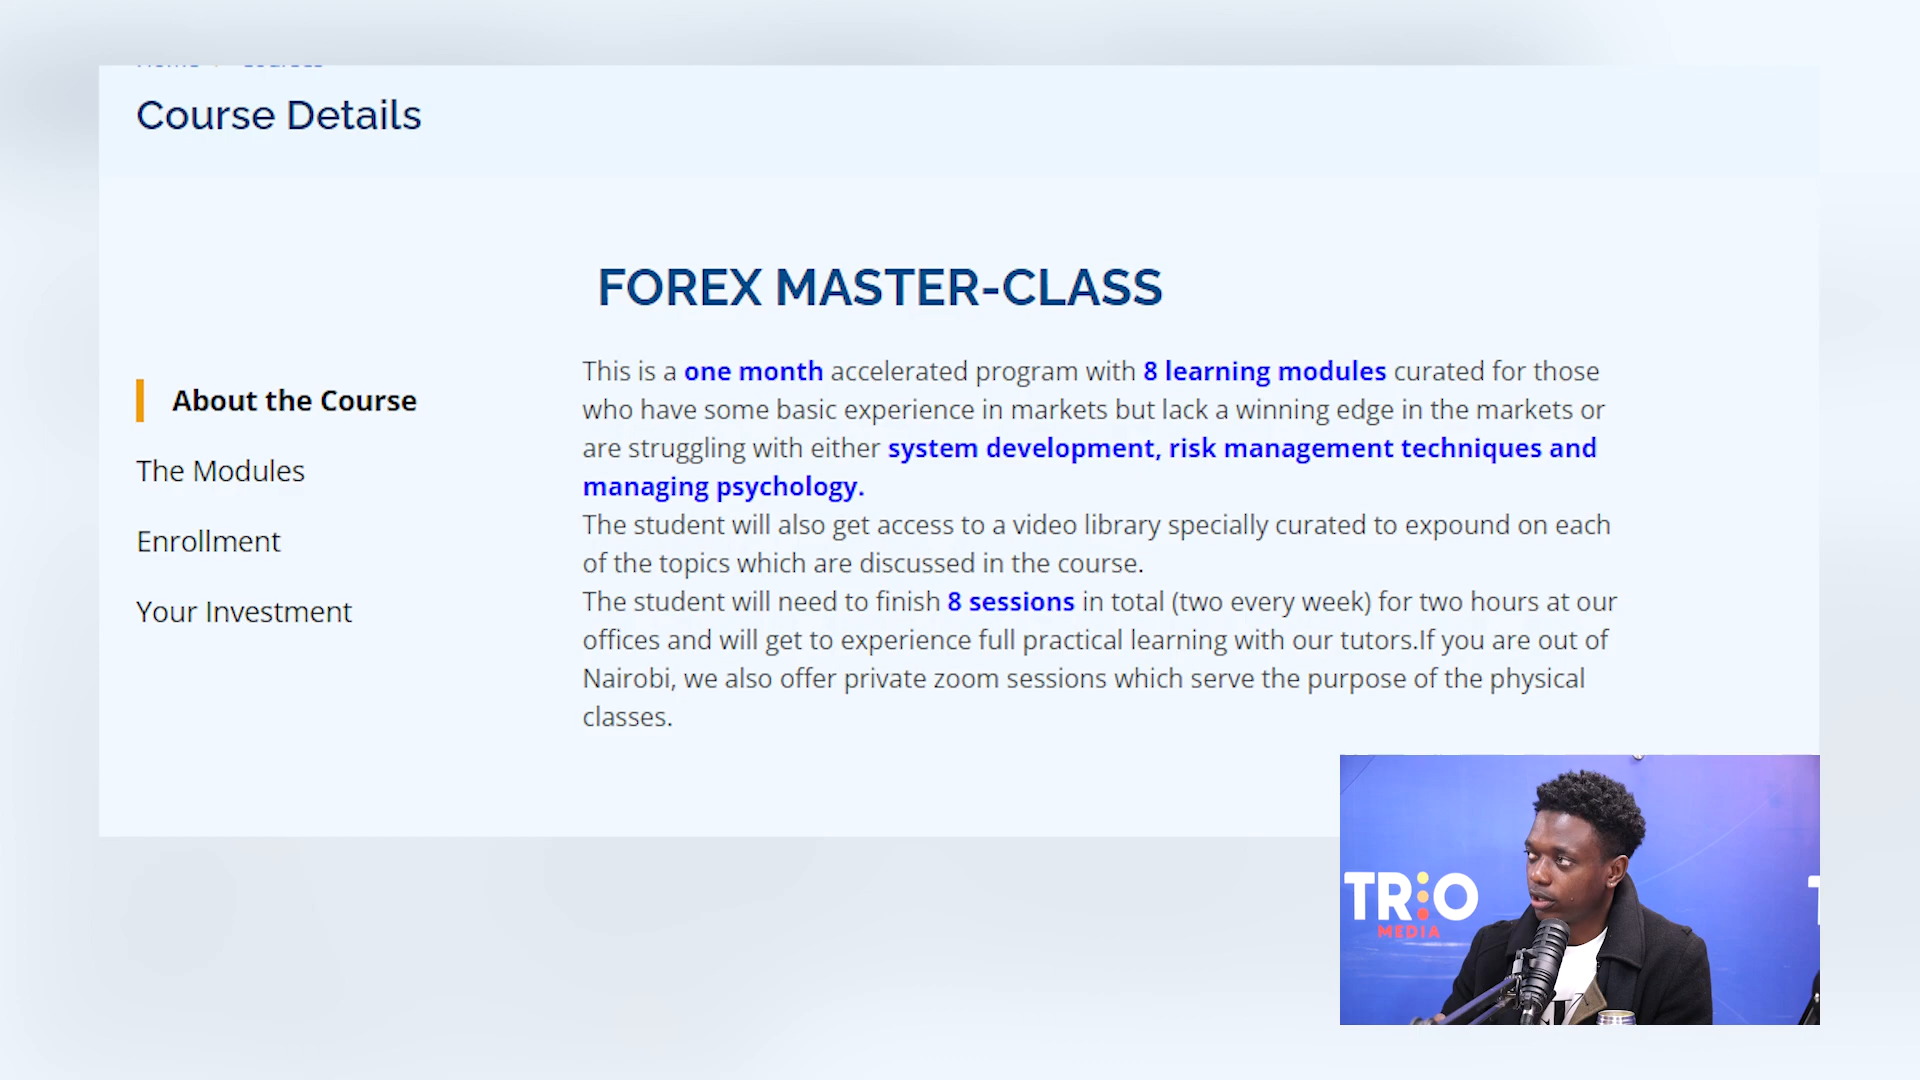 Course Details
FOREX MASTER-CLASS
About the Course
The Modules
Enrollment
Your Investment
This is a one month accelerated program with 8 learning modules curated for those
who have some basic experience in markets but lack a winning edge in the markets or
are struggling with either system development, risk management techniques and
managing psychology.
The student will also get access to a video library specially curated to expound on each
of the topics which are discussed in the course.
The student will need to finish 8 sessions in total (two every week) for two hours at our
offices and will get to experience full practical learning with our tutors.If you are out of
Nairobi, we also offer private zoom sessions which serve the purpose of the physical
classes.
TRIO
MEDIA